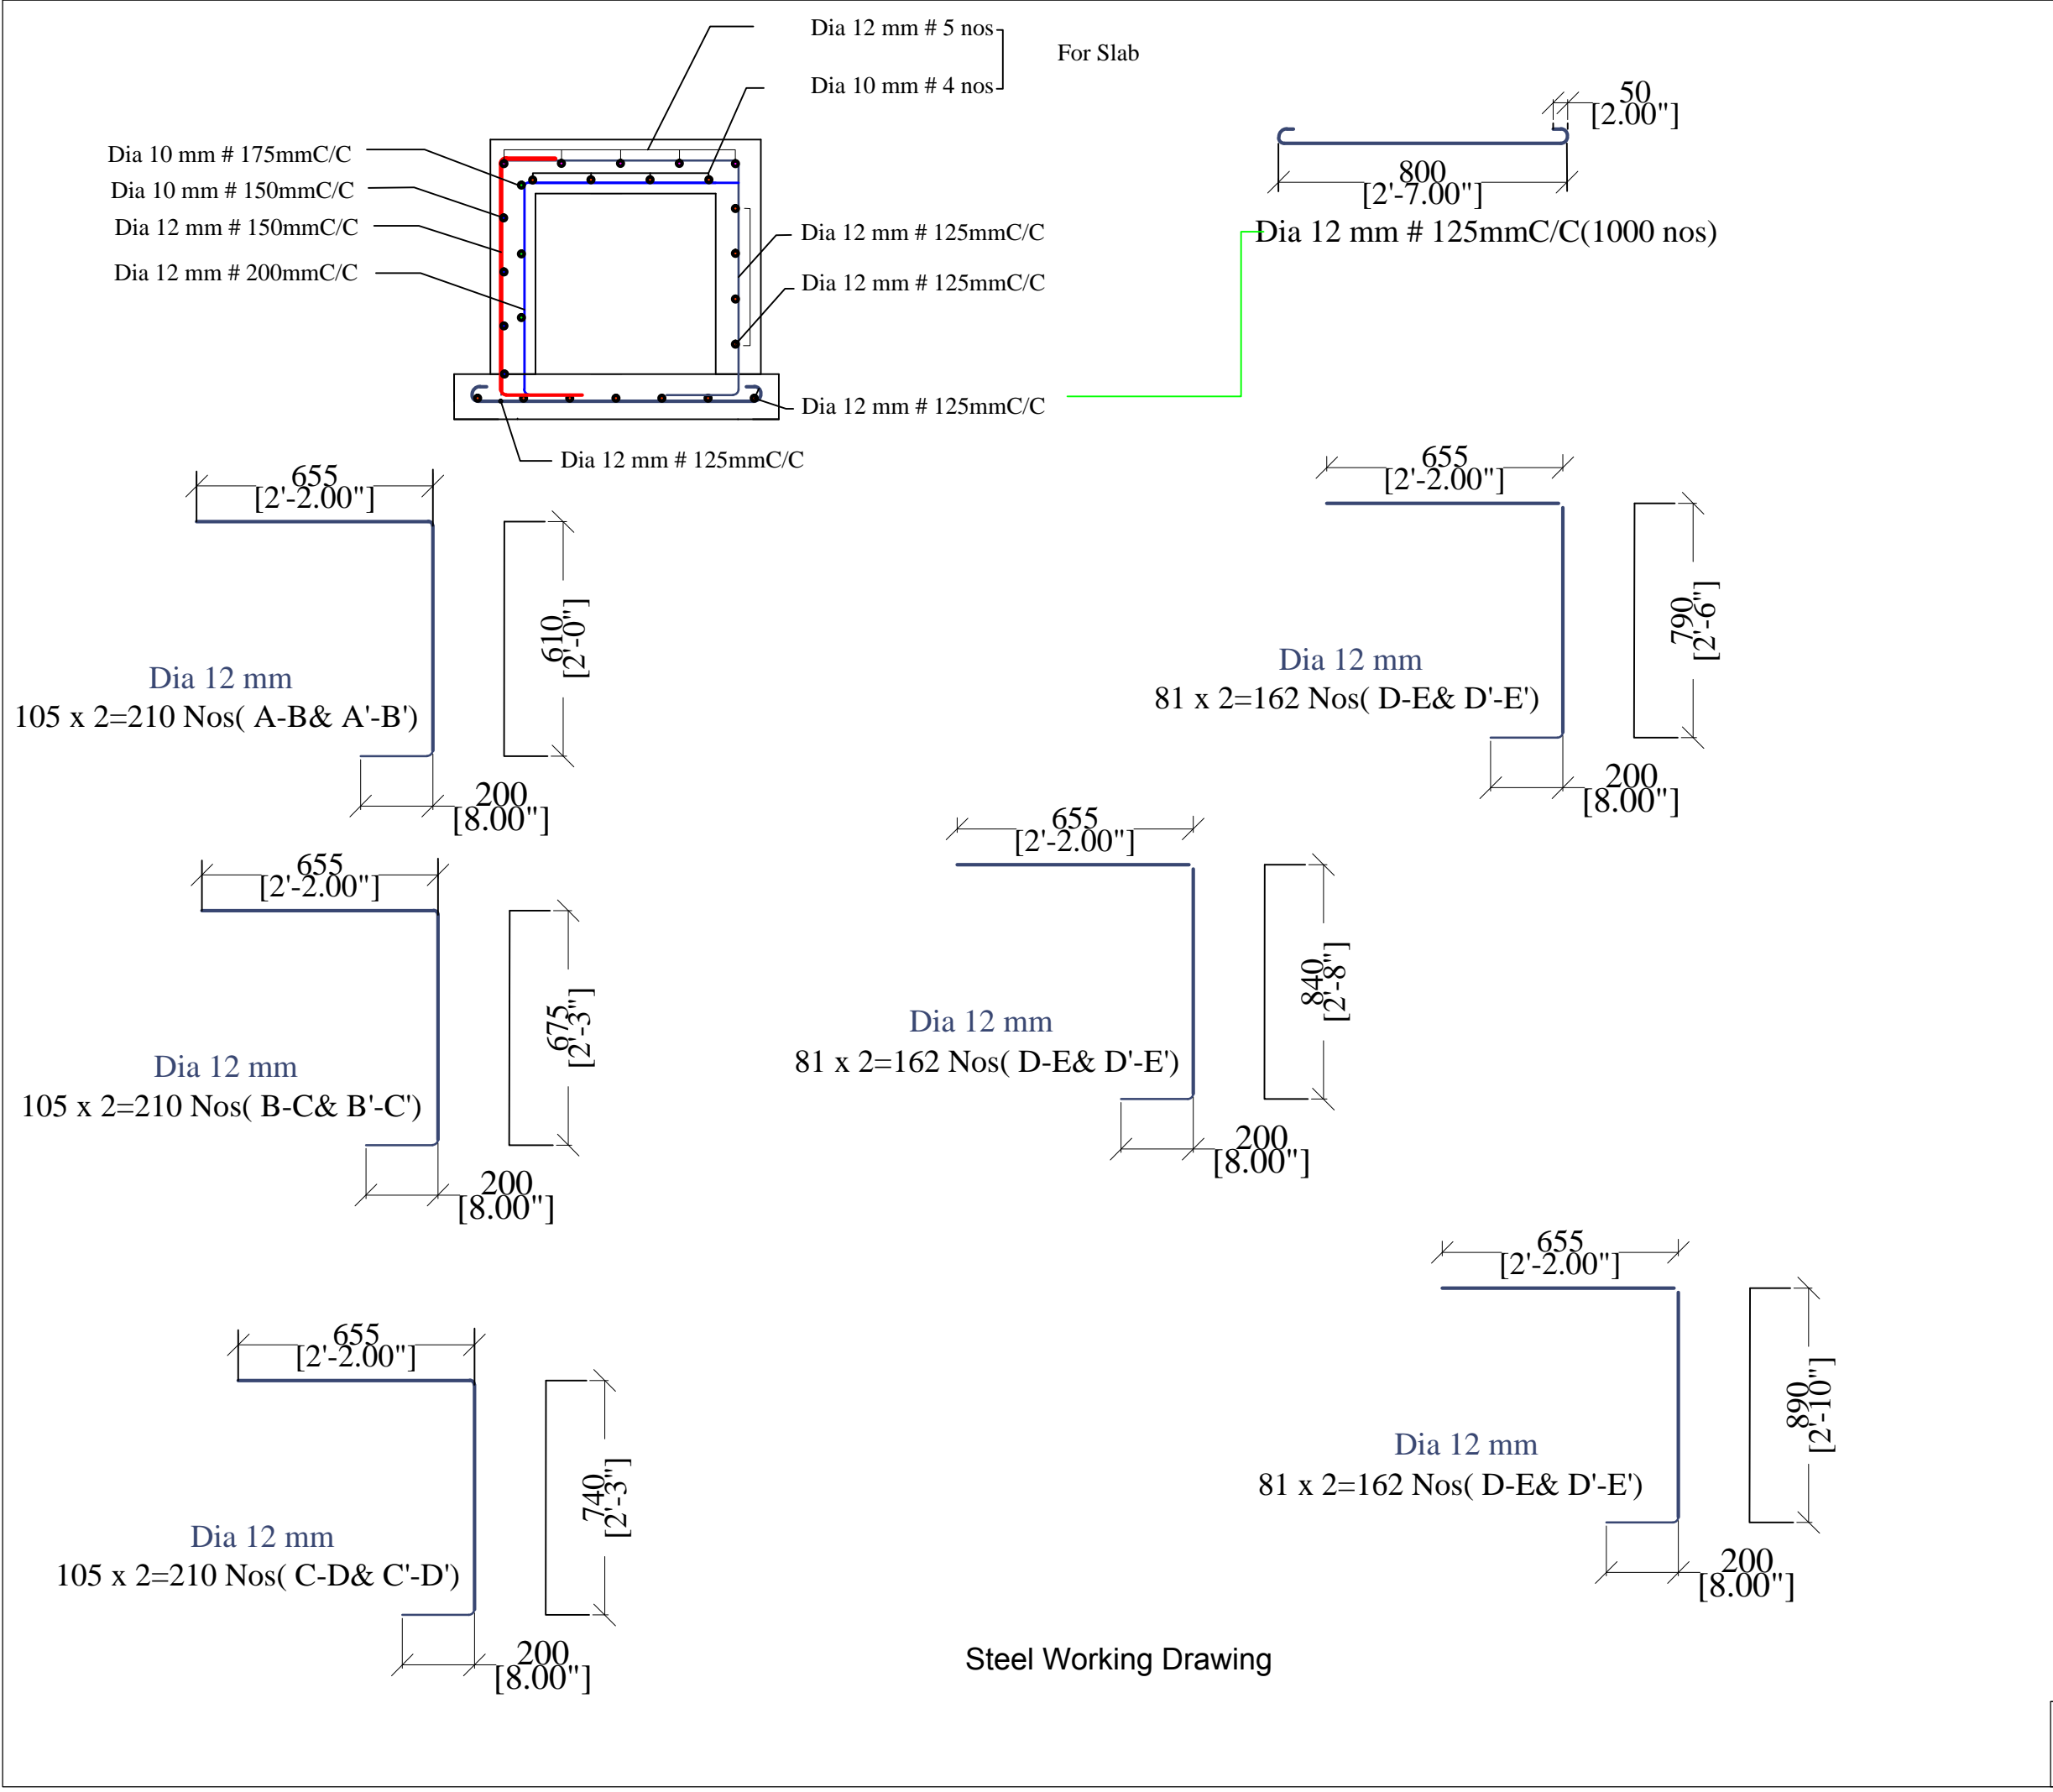 Dia 12 mm # 5 nos
Dia 10 mm # 4 nos
For Slab
Dia 10 mm # 175mmC/C
Dia 10 mm # 150mmC/C
Dia 12 mm # 150mmC/C
Dia 12 mm # 200mmC/C
Dia 12 mm # 125mmC/C
Dia 12 mm # 125mmC/C
Dia 12 mm # 125mmC/C
Dia 12 mm # 125mmC/C
50
[2.00"]
800
[2'-7.00"]
Dia 12 mm # 125mmC/C(1000 nos)
655
[2'-2.00"]
610
[2'-0"]
Dia 12 mm
105 x 2=210 Nos( A-B& A'-B')
200
[8.00"]
655
[2'-2.00"]
790
[2'-6"]
Dia 12 mm
81 x 2=162 Nos( D-E& D'-E')
200
[8.00"]
655
[2'-2.00"]
675
[2'-3"]
Dia 12 mm
105 x 2=210 Nos( B-C& B'-C')
200
[8.00"]
655
[2'-2.00"]
840
[2'-8"]
Dia 12 mm
81 x 2=162 Nos( D-E& D'-E')
200
[8.00"]
655
[2'-2.00"]
740
[2'-3"]
Dia 12 mm
105 x 2=210 Nos( C-D& C'-D')
200
[8.00"]
655
[2'-2.00"]
890
[2'-10"]
Dia 12 mm
81 x 2=162 Nos( D-E& D'-E')
200
[8.00"]
Steel Working Drawing